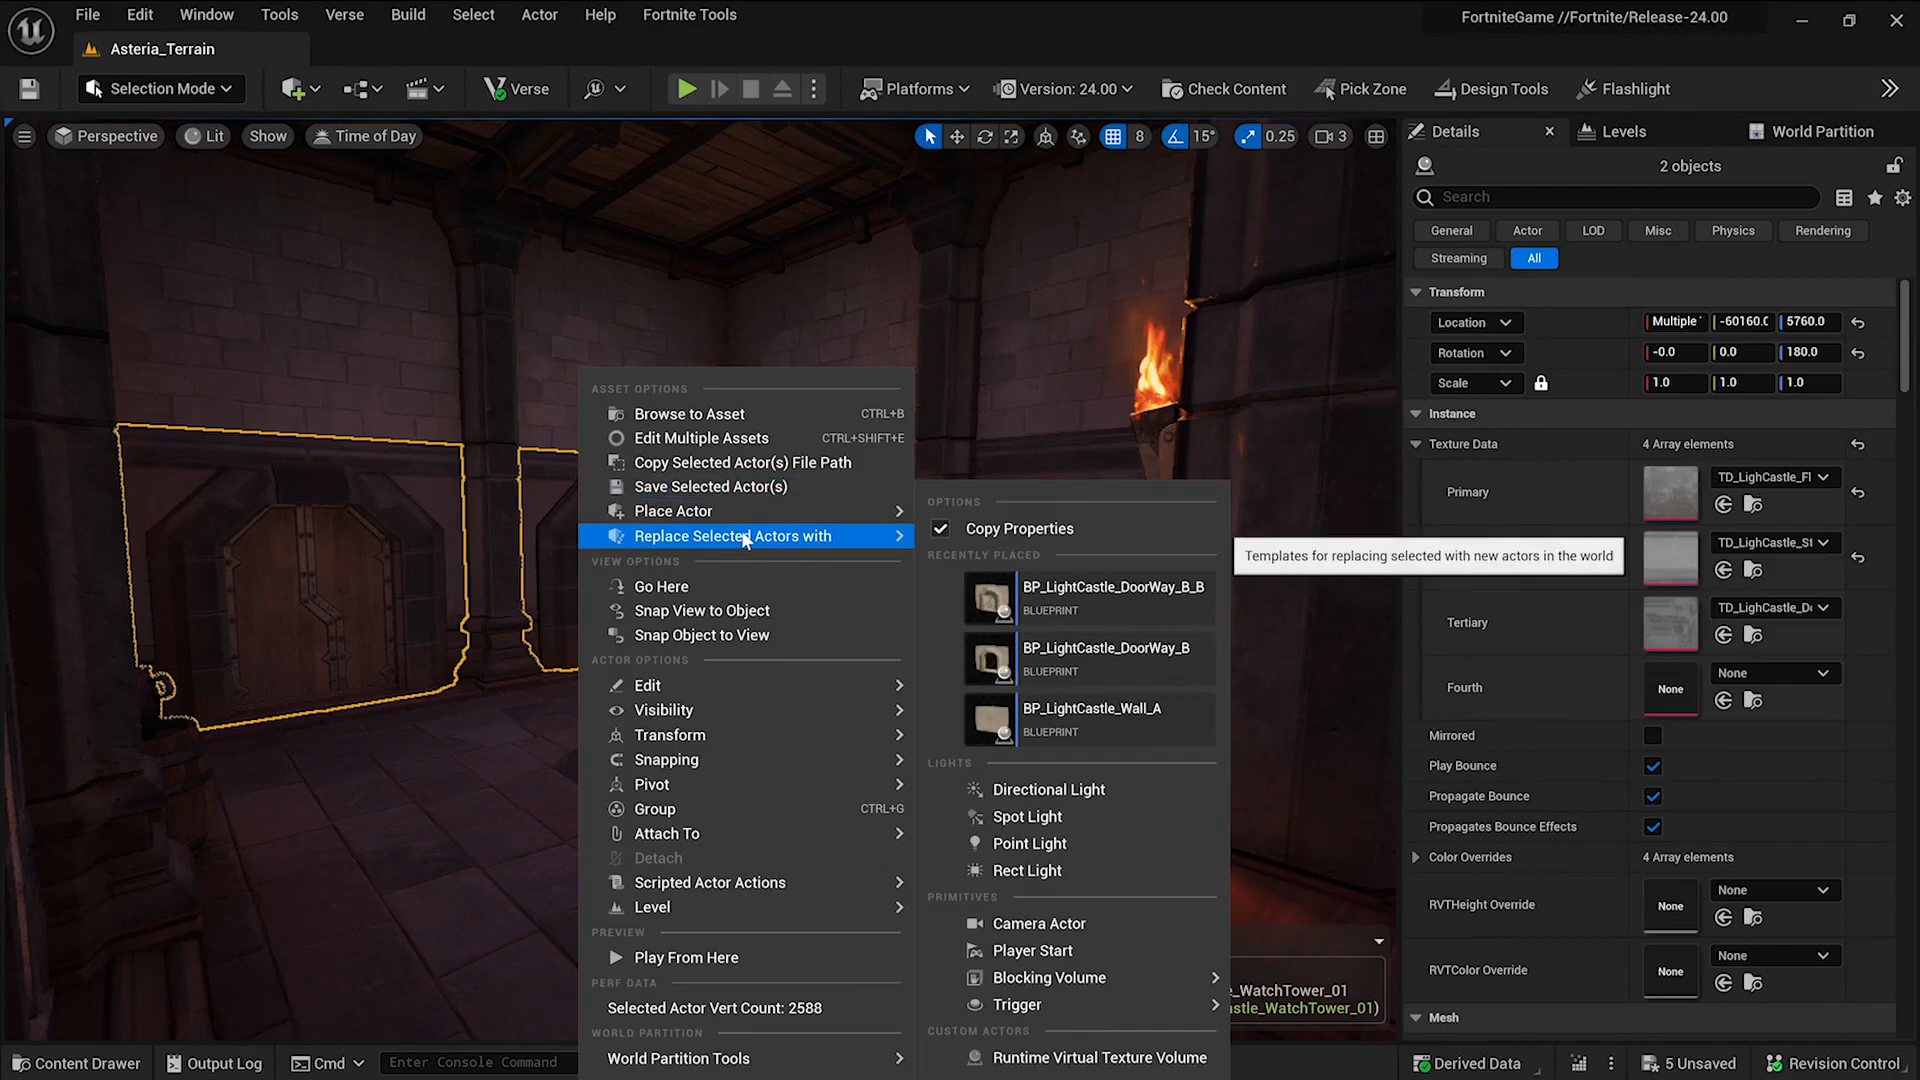 File Edit Window Tools Verse Build Select Actor Help Fortnite Tools
FortniteGame //Fortnite/Release-24.00
Asteria_Terrain
Selection Mode
Verse
Platforms
Version: 24.00
Check Content
Pick Zone
Design Tools
Flashlight
Perspective Lit Show Time of Day
8 15° 0.25 3
Details Levels World Partition
2 objects
Search
General Actor LOD Misc Physics Rendering
Streaming All
Transform
Location Multiple -60160.0 5760.0
Rotation -0.0 0.0 180.0
Scale 1.0 1.0 1.0
Instance
Texture Data 4 Array elements
Primary TD_LighCastle_Fl
TD_LighCastle_St
Tertiary TD_LighCastle_Do
Fourth None None
Mirrored
Play Bounce
Propagate Bounce
Propagates Bounce Effects
Color Overrides 4 Array elements
RVTHeight Override None None
RVTColor Override None None
Mesh
ASSET OPTIONS
Browse to Asset CTRL+B
Edit Multiple Assets CTRL+SHIFT+E
Copy Selected Actor(s) File Path
Save Selected Actor(s)
Place Actor
Replace Selected Actors with
VIEW OPTIONS
Go Here
Snap View to Object
Snap Object to View
ACTOR OPTIONS
Edit
Visibility
Transform
Snapping
Pivot
Group CTRL+G
Attach To
Detach
Scripted Actor Actions
Level
PREVIEW
Play From Here
PERF DATA
Selected Actor Vert Count: 2588
WORLD PARTITION
World Partition Tools
OPTIONS
Copy Properties
RECENTLY PLACED
BP_LightCastle_DoorWay_B_B
BLUEPRINT
BP_LightCastle_DoorWay_B
BLUEPRINT
BP_LightCastle_Wall_A
BLUEPRINT
LIGHTS
Directional Light
Spot Light
Point Light
Rect Light
PRIMITIVES
Camera Actor
Player Start
Blocking Volume
Trigger
CUSTOM ACTORS
Runtime Virtual Texture Volume
Templates for replacing selected with new actors in the world
e_WatchTower_01
astle_WatchTower_01)
Content Drawer
Output Log
Cmd
Enter Console Command
Derived Data
5 Unsaved
Revision Control